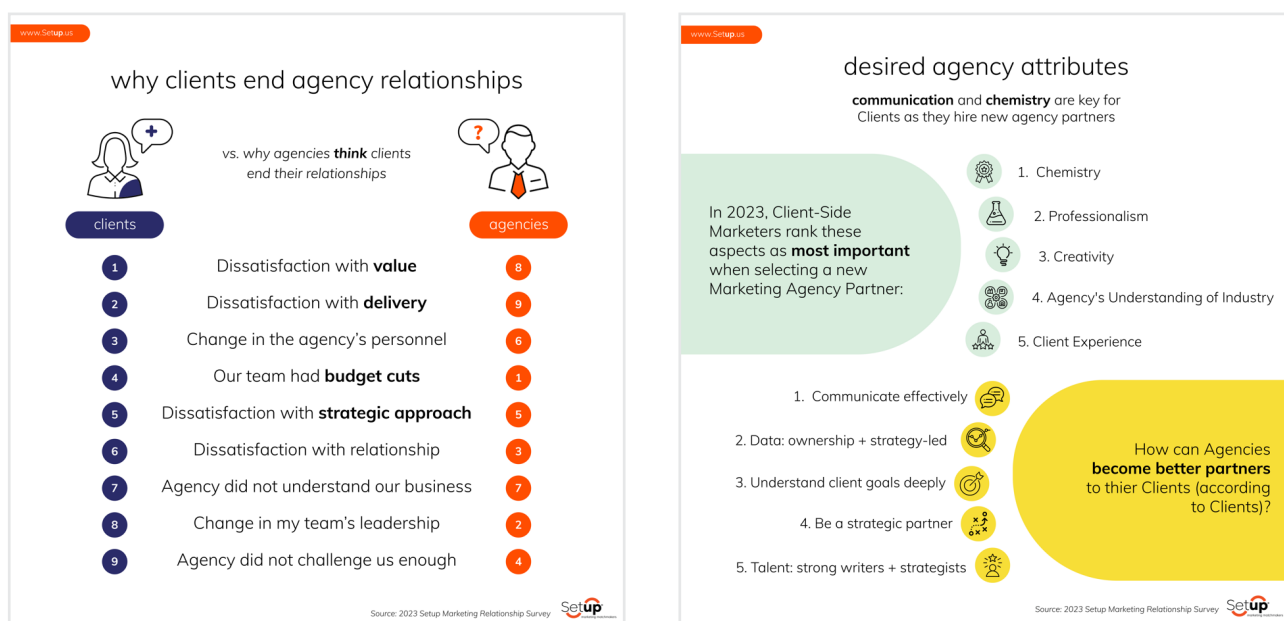 www.Setup.us
why clients end agency relationships
vs. why agencies think clients
end their relationships
clients
agencies
1 Dissatisfaction with value 8
2 Dissatisfaction with delivery 9
3 Change in the agency's personnel 6
4 Our team had budget cuts 1
5 Dissatisfaction with strategic approach 5
6 Dissatisfaction with relationship 3
7 Agency did not understand our business 7
8 Change in my team's leadership 2
9 Agency did not challenge us enough 4
Source: 2023 Setup Marketing Relationship Survey
Setup
marketing matchmakers
www.Setup.us
desired agency attributes
communication and chemistry are key for
Clients as they hire new agency partners
In 2023, Client-Side
Marketers rank these
aspects as most important
when selecting a new
Marketing Agency Partner:
1. Chemistry
2. Professionalism
3. Creativity
4. Agency's Understanding of Industry
5. Client Experience
1. Communicate effectively
2. Data: ownership + strategy-led
3. Understand client goals deeply
4. Be a strategic partner
5. Talent: strong writers + strategists
How can Agencies
become better partners
to thier Clients (according
to Clients)?
Source: 2023 Setup Marketing Relationship Survey
Setup
marketing matchmakers